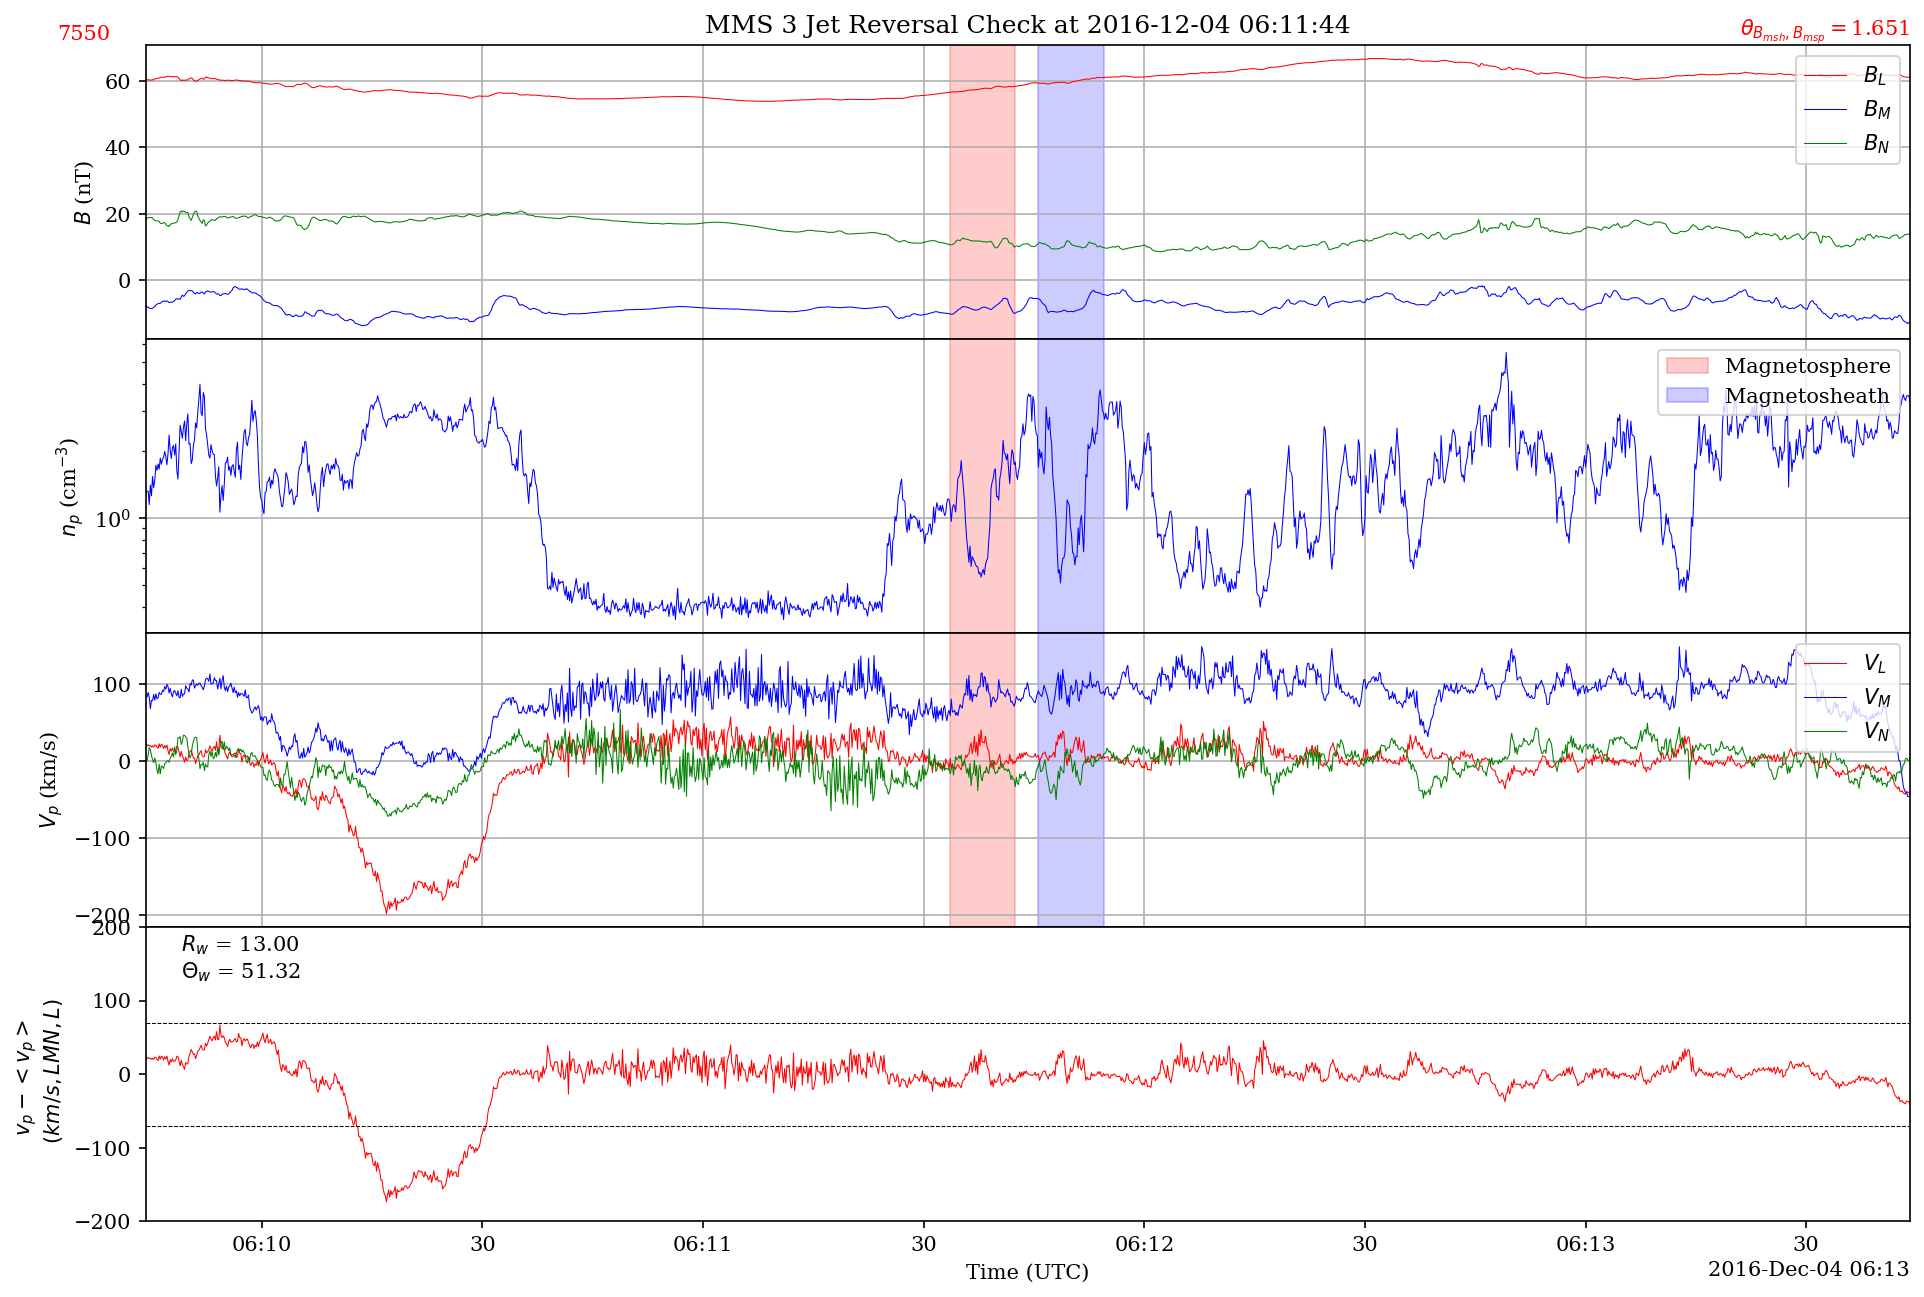 7550
MMS 3 Jet Reversal Check at 2016-12-04 06:11:44
θ_{B_{msh}, B_{msp}} = 1.651
60
40
20
0
B (nT)
B_L
B_M
B_N
10^0
n_p (cm^{−3})
Magnetosphere
Magnetosheath
100
0
−100
−200
V_p (km/s)
V_L
V_M
V_N
200
100
0
−100
−200
v_p − <v_p>
(km/s, LMN, L)
R_w = 13.00
Θ_w = 51.32
06:10 30 06:11 30 06:12 30 06:13 30
Time (UTC)
2016-Dec-04 06:13